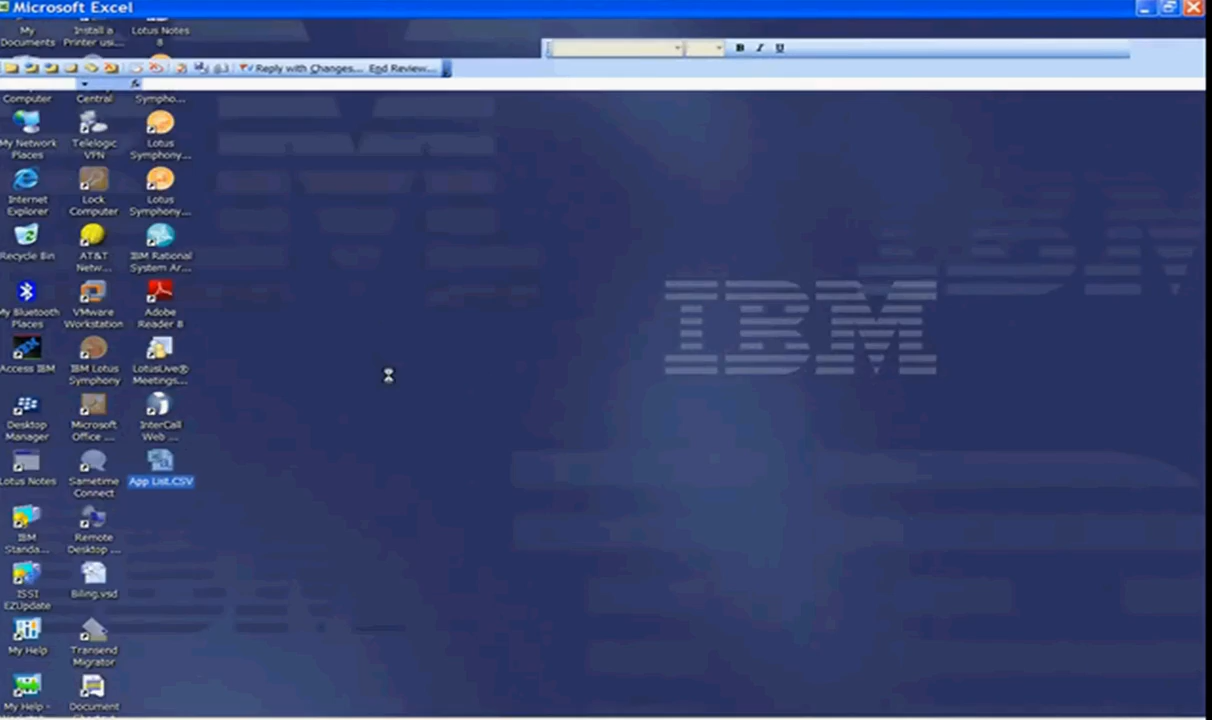 Microsoft Excel
My Documents
Install a Printer usi...
Lotus Notes 8
B I U
Reply with Changes... End Review...
Computer
Central
Sympho...
My Network Places
Telelogic VPN
Lotus Symphony...
Internet Explorer
Lock Computer
Lotus Symphony...
Recycle Bin
AT&T Netw...
IBM Rational System Ar...
My Bluetooth Places
VMware Workstation
Adobe Reader 8
Access IBM
IBM Lotus Symphony
LotusLive® Meetings...
Desktop Manager
Microsoft Office ...
InterCall Web ...
Lotus Notes
Sametime Connect
App List.CSV
IBM Standa...
Remote Desktop ...
ISSI EZUpdate
Biling.vsd
My Help
Transend Migrator
My Help -
Document
IBM